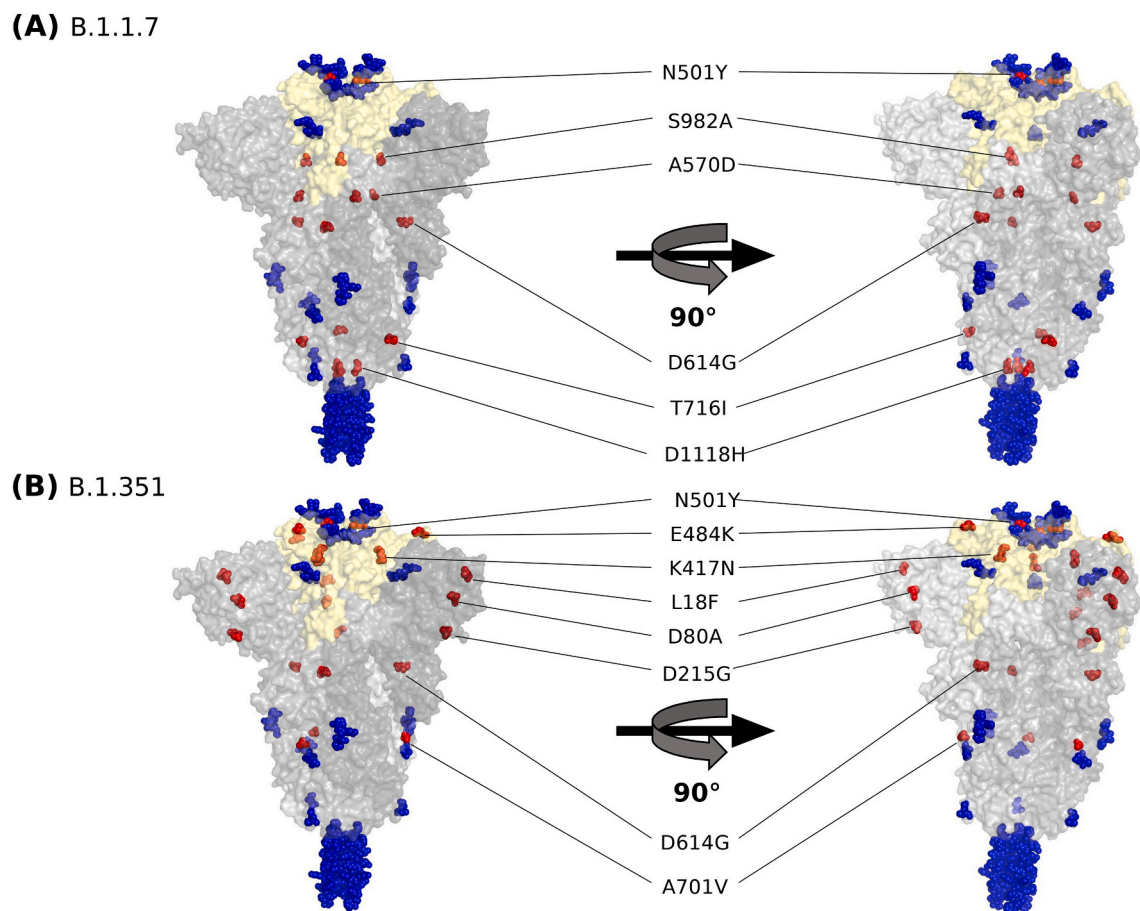 (A) B.1.1.7
N501Y
S982A
A570D
90°
D614G
T716I
D1118H
(B) B.1.351
N501Y
E484K
K417N
L18F
D80A
D215G
90°
D614G
A701V